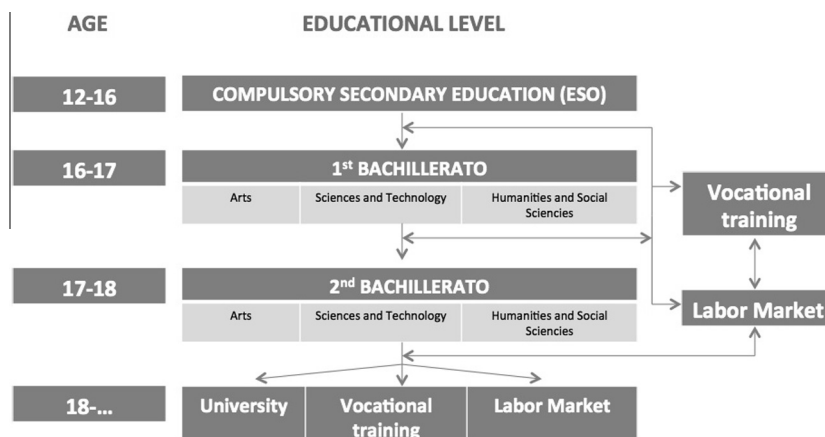 AGE
EDUCATIONAL LEVEL
12-16
COMPULSORY SECONDARY EDUCATION (ESO)
16-17
1st BACHILLERATO
Arts
Sciences and Technology
Humanities and Social
Sciencies
Vocational
training
17-18
2nd BACHILLERATO
Arts
Sciences and Technology
Humanities and Social
Sciencies
Labor Market
18-...
University
Vocational
training
Labor Market